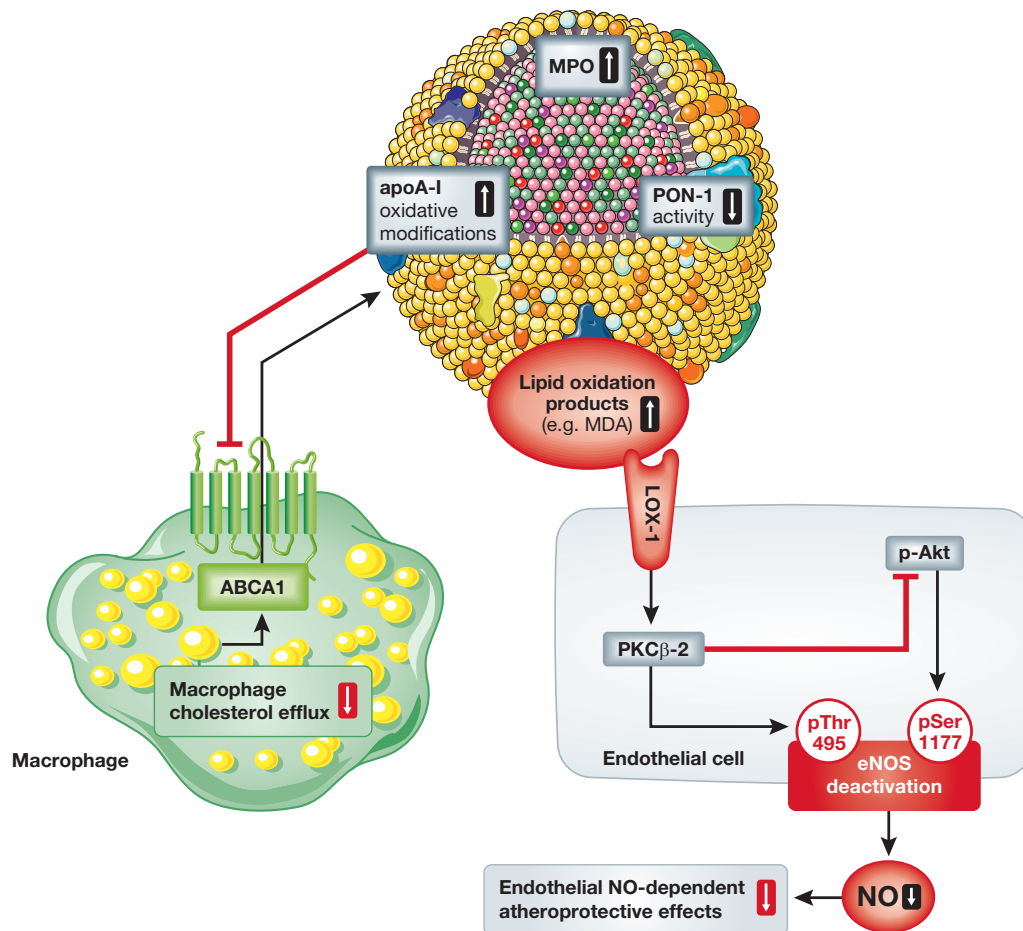 MPO
apoA-I
oxidative
modifications
PON-1
activity
Lipid oxidation
products
(e.g. MDA)
LOX-1
p-Akt
ABCA1
PKCβ-2
Macrophage
cholesterol efflux
pThr
495
pSer
1177
Macrophage
Endothelial cell
eNOS
deactivation
Endothelial NO-dependent
atheroprotective effects
NO